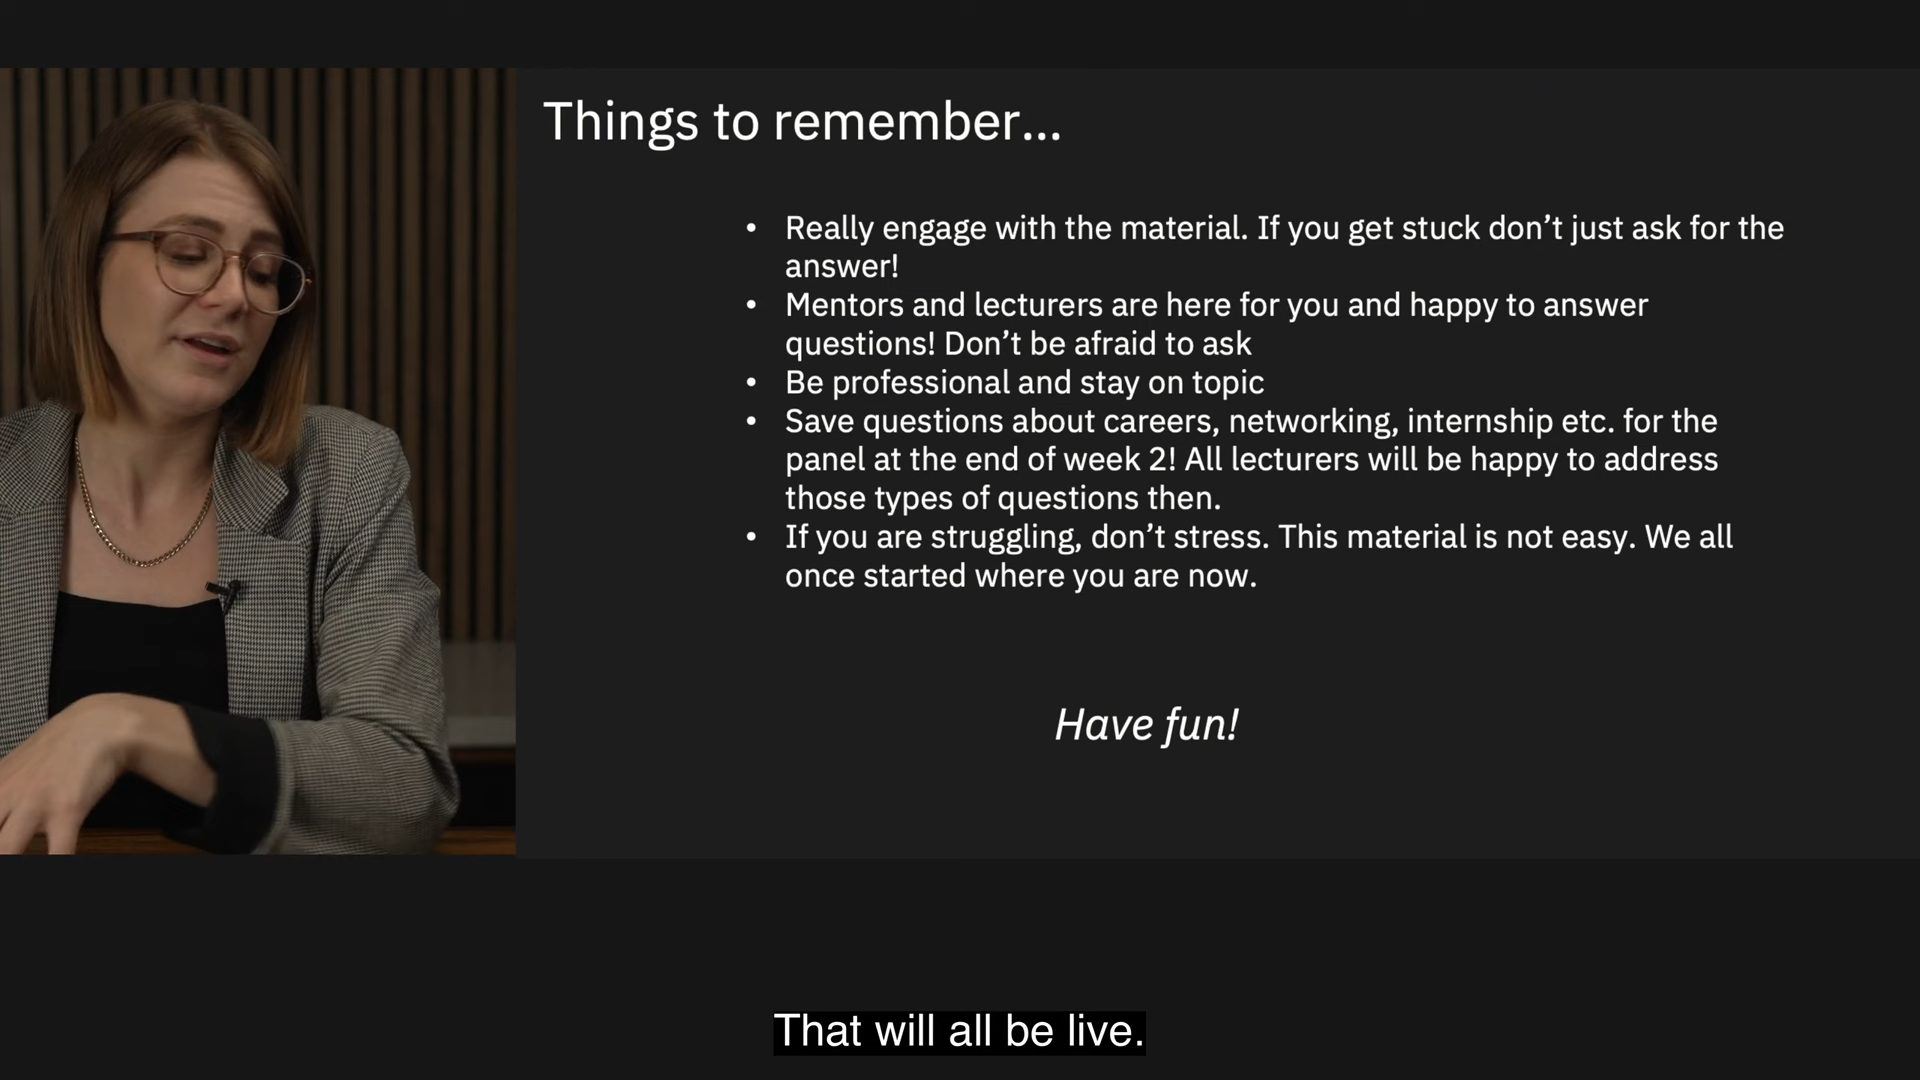 Things to remember...
• Really engage with the material. If you get stuck don’t just ask for the
answer!
• Mentors and lecturers are here for you and happy to answer
questions! Don’t be afraid to ask
• Be professional and stay on topic
• Save questions about careers, networking, internship etc. for the
panel at the end of week 2! All lecturers will be happy to address
those types of questions then.
• If you are struggling, don’t stress. This material is not easy. We all
once started where you are now.
Have fun!
That will all be live.